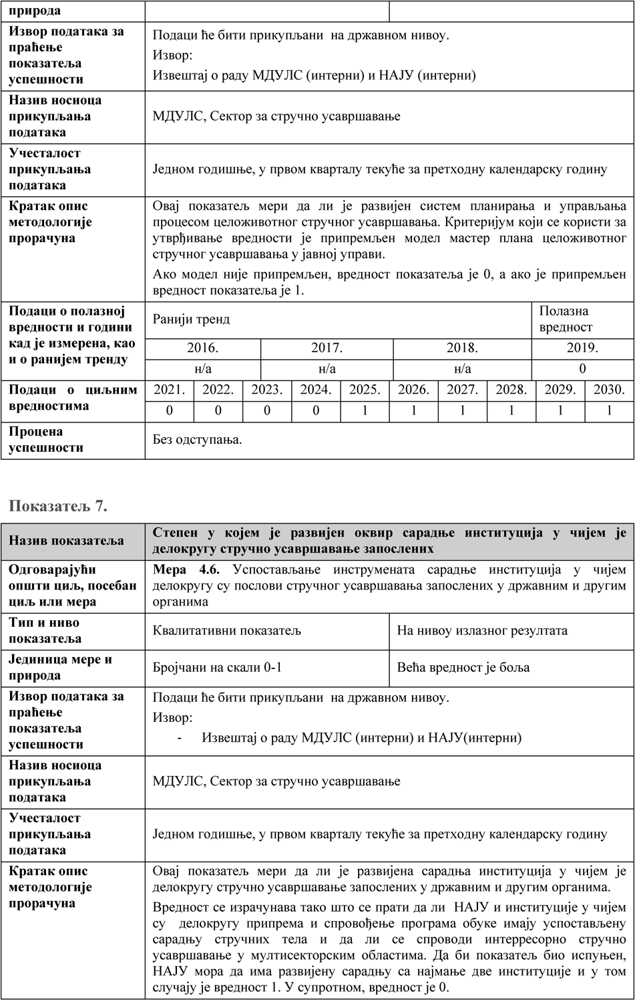 природа
Извор података за праћење показатеља успешности
Подаци ће бити прикупљани на државном нивоу.
Извор:
Извештај о раду МДУЛС (интерни) и НАЈУ (интерни)
Назив носиоца прикупљања података
МДУЛС, Сектор за стручно усавршавање
Учесталост прикупљања података
Једном годишње, у првом кварталу текуће за претходну календарску годину
Кратак опис методологије прорачуна
Овај показатељ мери да ли је развијен систем планирања и управљања
процесом целоживотног стручног усавршавања. Критеријум који се користи за
утврђивање вредности је припремљен модел мастер плана целоживотног
стручног усавршавања у јавној управи.
Ако модел није припремљен, вредност показатеља је 0, а ако је припремљен
вредност показатеља је 1.
Подаци о полазној вредности и години кад је измерена, као и о ранијем тренду
Ранији тренд
Полазна вредност
2016. 2017. 2018. 2019.
н/а н/а н/а 0
Подаци о циљним вредностима
2021. 2022. 2023. 2024. 2025. 2026. 2027. 2028. 2029. 2030.
0 0 0 0 1 1 1 1 1 1
Процена успешности
Без одступања.
Показатељ 7.
Назив показатеља
Степен у којем је развијен оквир сарадње институција у чијем је
делокругу стручно усавршавање запослених
Одговарајући општи циљ, посебан циљ или мера
Мера 4.6. Успостављање инструмената сарадње институција у чијем
делокругу су послови стручног усавршавања запослених у државним и другим
органима
Тип и ниво показатеља
Квалитативни показатељ
На нивоу излазног резултата
Јединица мере и природа
Бројчани на скали 0-1
Већа вредност је боља
Извор података за праћење показатеља успешности
Подаци ће бити прикупљани на државном нивоу.
Извор:
- Извештај о раду МДУЛС (интерни) и НАЈУ(интерни)
Назив носиоца прикупљања података
МДУЛС, Сектор за стручно усавршавање
Учесталост прикупљања података
Једном годишње, у првом кварталу текуће за претходну календарску годину
Кратак опис методологије прорачуна
Овај показатељ мери да ли је развијена сарадња институција у чијем је
делокругу стручно усавршавање запослених у државним и другим органима.
Вредност се израчунава тако што се прати да ли НАЈУ и институције у чијем
су делокругу припрема и спровођење програма обуке имају успостављену
сарадњу стручних тела и да ли се спроводи интерресорно стручно
усавршавање у мултисекторским областима. Да би показатељ био испуњен,
НАЈУ мора да има развијену сарадњу са најмање две институције и у том
случају је вредност 1. У супротном, вредност је 0.